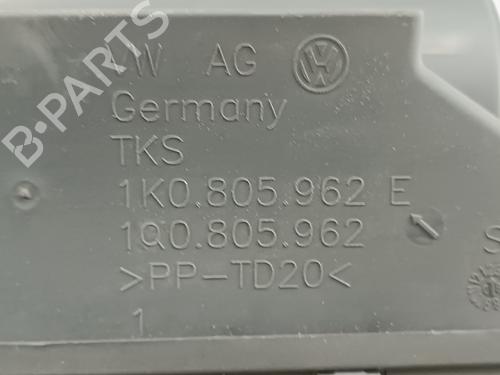 B-PARTS
VW AG
Germany
TKS
1K0.805.962 E
1Q0.805.962
>PP-TD20<
1